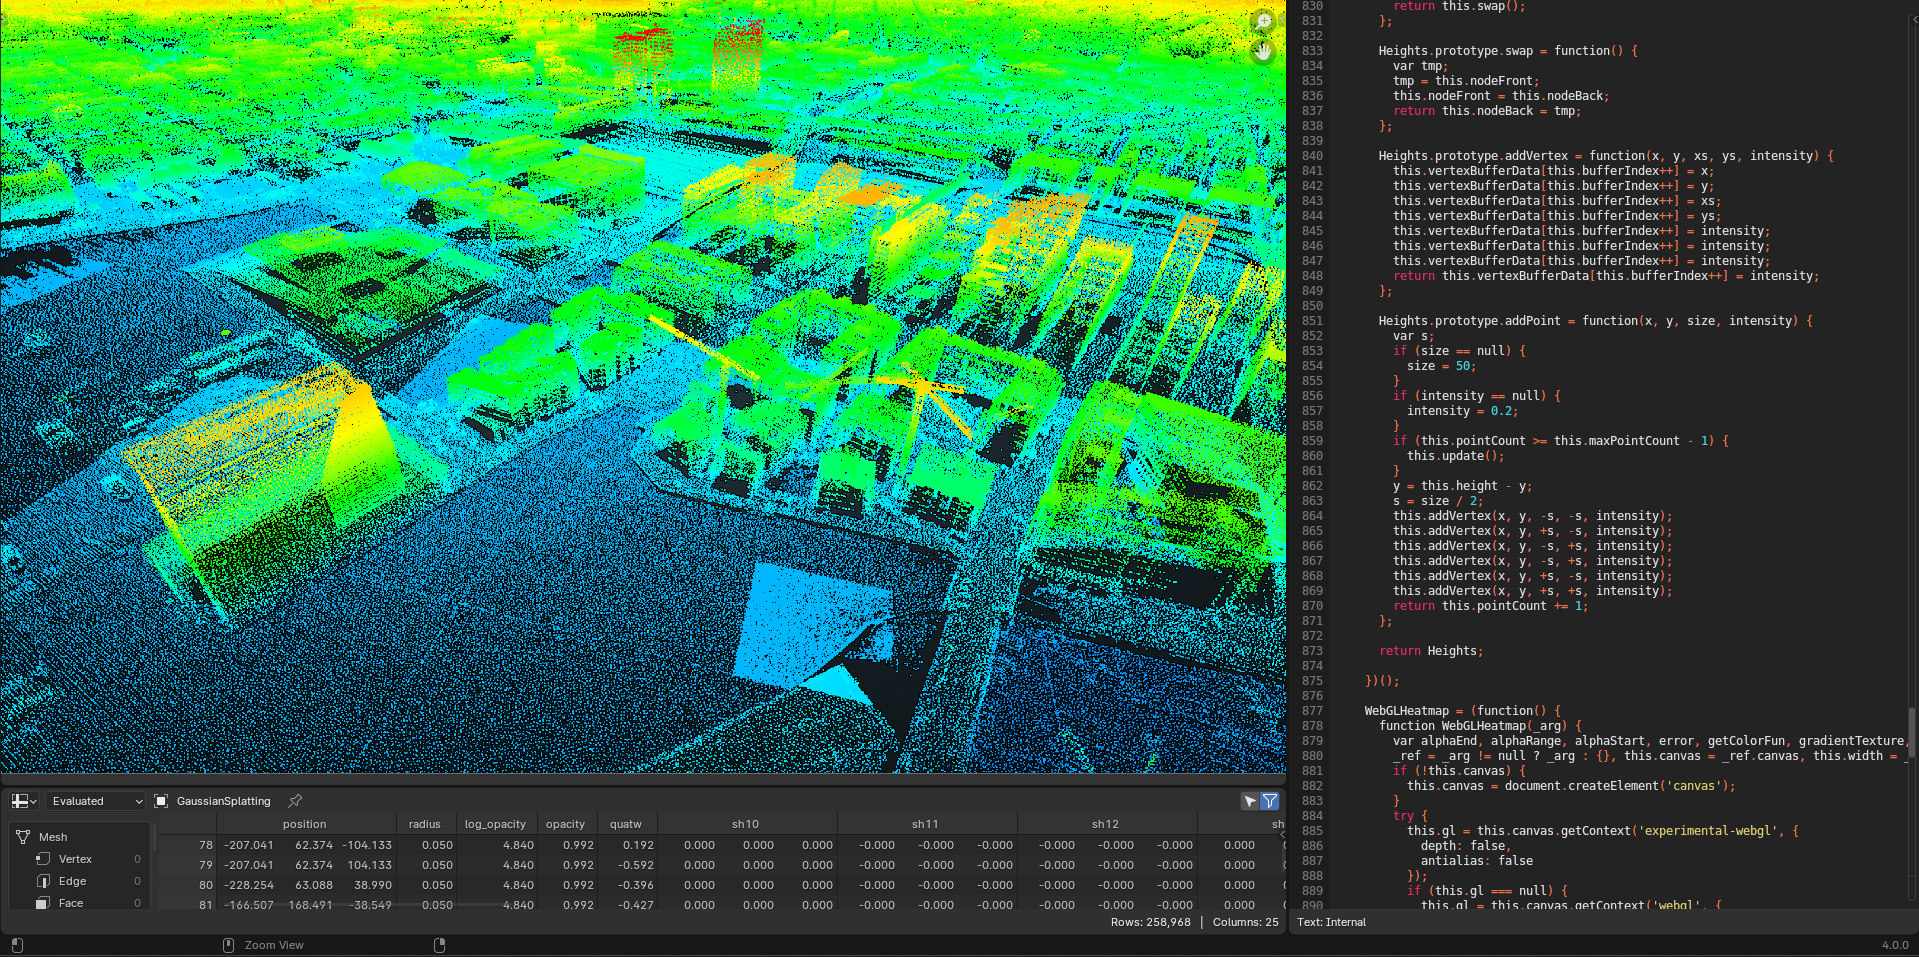 830 return this.swap();
831 };
832
833 Heights.prototype.swap = function() {
834 var tmp;
835 tmp = this.nodeFront;
836 this.nodeFront = this.nodeBack;
837 return this.nodeBack = tmp;
838 };
839
840 Heights.prototype.addVertex = function(x, y, xs, ys, intensity) {
841 this.vertexBufferData[this.bufferIndex++] = x;
842 this.vertexBufferData[this.bufferIndex++] = y;
843 this.vertexBufferData[this.bufferIndex++] = xs;
844 this.vertexBufferData[this.bufferIndex++] = ys;
845 this.vertexBufferData[this.bufferIndex++] = intensity;
846 this.vertexBufferData[this.bufferIndex++] = intensity;
847 this.vertexBufferData[this.bufferIndex++] = intensity;
848 return this.vertexBufferData[this.bufferIndex++] = intensity;
849 };
850
851 Heights.prototype.addPoint = function(x, y, size, intensity) {
852 var s;
853 if (size == null) {
854 size = 50;
855 }
856 if (intensity == null) {
857 intensity = 0.2;
858 }
859 if (this.pointCount >= this.maxPointCount - 1) {
860 this.update();
861 }
862 y = this.height - y;
863 s = size / 2;
864 this.addVertex(x, y, -s, -s, intensity);
865 this.addVertex(x, y, +s, -s, intensity);
866 this.addVertex(x, y, -s, +s, intensity);
867 this.addVertex(x, y, -s, +s, intensity);
868 this.addVertex(x, y, +s, -s, intensity);
869 this.addVertex(x, y, +s, +s, intensity);
870 return this.pointCount += 1;
871 };
872
873 return Heights;
874
875 })();
876
877 WebGLHeatmap = (function() {
878 function WebGLHeatmap(_arg) {
879 var alphaEnd, alphaRange, alphaStart, error, getColorFun, gradientTexture,
880 _ref = _arg != null ? _arg : {}, this.canvas = _ref.canvas, this.width = _
881 if (!this.canvas) {
882 this.canvas = document.createElement('canvas');
883 }
884 try {
885 this.gl = this.canvas.getContext('experimental-webgl', {
886 depth: false,
887 antialias: false
888 });
889 if (this.gl === null) {
890 this.gl = this.canvas.getContext('webgl', {
Evaluated GaussianSplatting
Mesh
Vertex 0
Edge 0
Face 0
position radius log_opacity opacity quatw sh10 sh11 sh12 sh
78 -207.041 62.374 -104.133 0.050 4.840 0.992 0.192 0.000 0.000 0.000 -0.000 -0.000 -0.000 -0.000 -0.000 -0.000 0.000 0.000
79 -207.041 62.374 -104.133 0.050 4.840 0.992 -0.592 0.000 0.000 0.000 -0.000 -0.000 -0.000 -0.000 -0.000 -0.000 0.000 0.000
80 -228.254 63.088 38.990 0.050 4.840 0.992 -0.396 0.000 0.000 0.000 -0.000 -0.000 -0.000 -0.000 -0.000 -0.000 0.000 0.000
81 -166.507 168.491 -38.549 0.050 4.840 0.992 -0.427 0.000 0.000 0.000 -0.000 -0.000 -0.000 -0.000 -0.000 -0.000 0.000 0.000
Rows: 258,968 | Columns: 25
Text: Internal
Zoom View
4.0.0